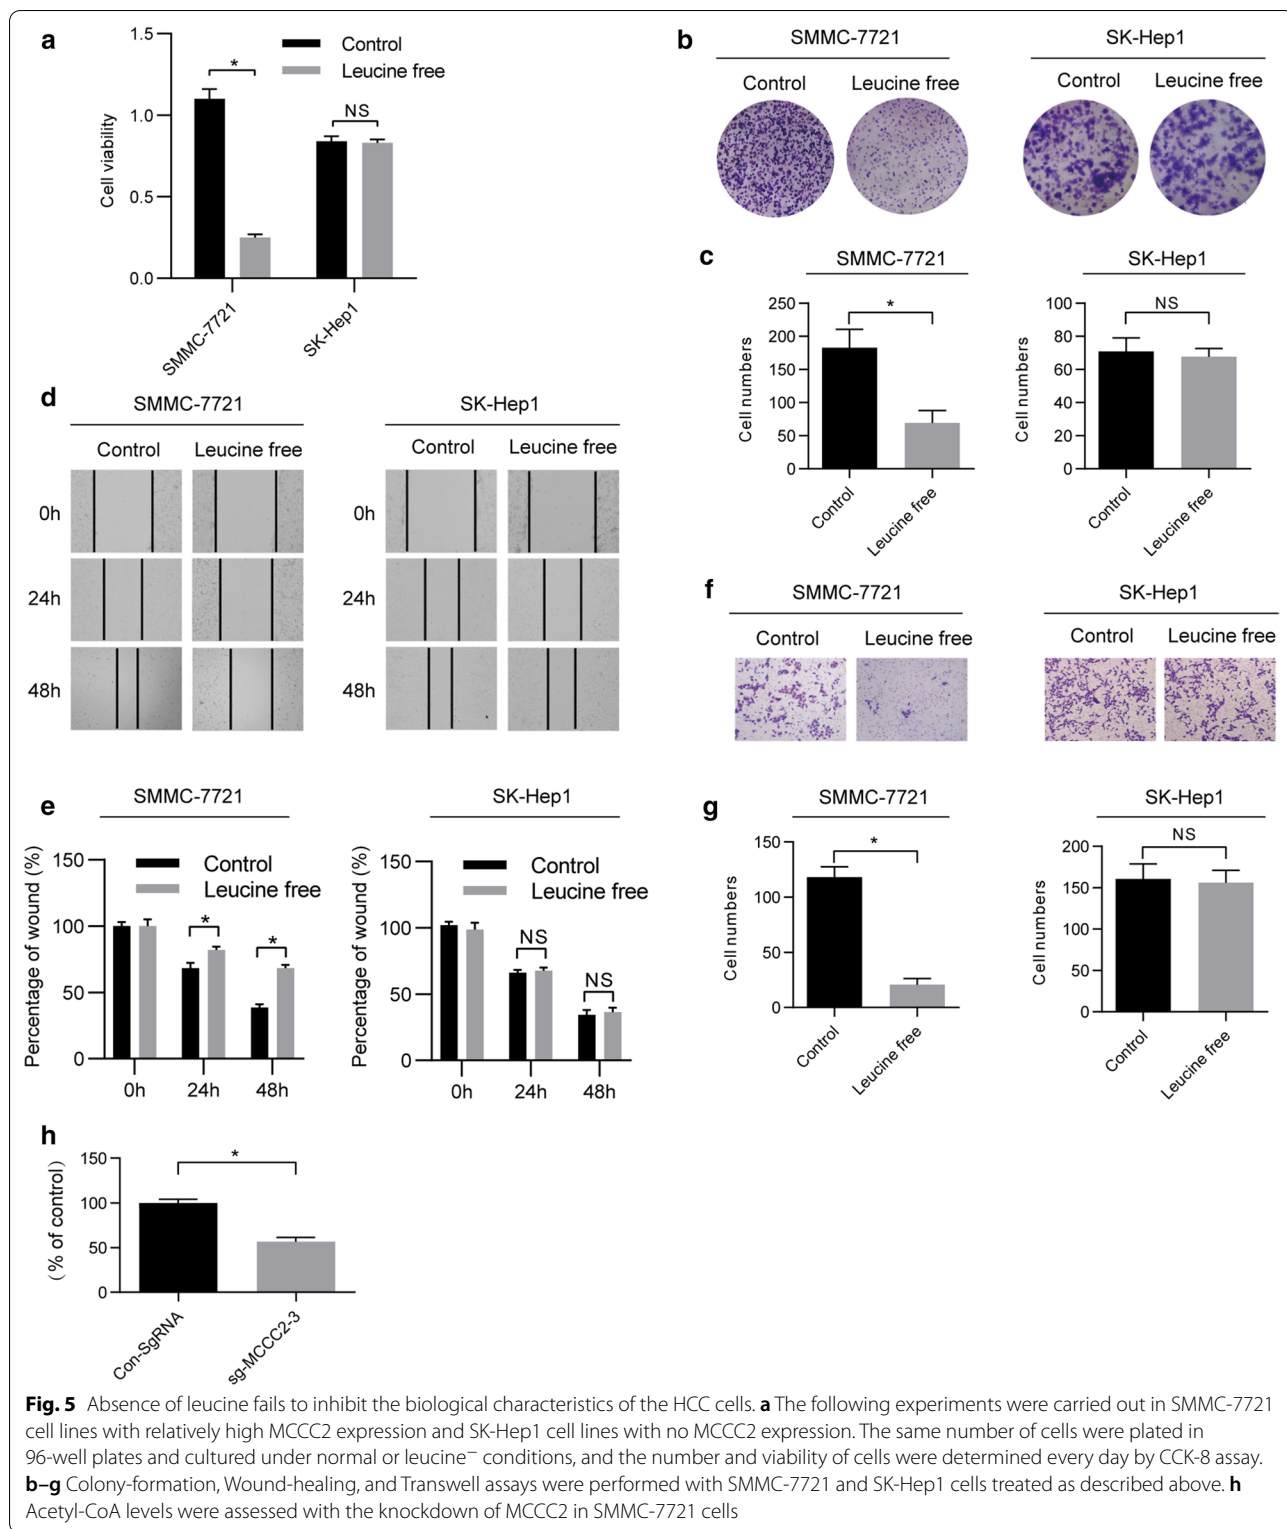 a
1.5
1.0
0.5
0.0
Cell viability
Control
Leucine free
*
NS
SMMC-7721
SK-Hep1
b
SMMC-7721
SK-Hep1
Control
Leucine free
Control
Leucine free
c
SMMC-7721
250
200
150
100
50
0
Cell numbers
*
Control
Leucine free
SK-Hep1
100
80
60
40
20
0
Cell numbers
NS
Control
Leucine free
d
SMMC-7721
SK-Hep1
Control
Leucine free
Control
Leucine free
0h
0h
24h
24h
48h
48h
e
SMMC-7721
150
100
50
0
Percentage of wound (%)
Control
Leucine free
*
*
0h
24h
48h
SK-Hep1
150
100
50
0
Percentage of wound (%)
Control
Leucine free
NS
NS
0h
24h
48h
f
SMMC-7721
SK-Hep1
Control
Leucine free
Control
Leucine free
g
SMMC-7721
150
100
50
0
Cell numbers
*
Control
Leucine free
SK-Hep1
200
150
100
50
0
Cell numbers
NS
Control
Leucine free
h
150
100
50
0
(% of control)
*
Con-SgRNA
sg-MCCC2-3
Fig. 5 Absence of leucine fails to inhibit the biological characteristics of the HCC cells. a The following experiments were carried out in SMMC-7721
cell lines with relatively high MCCC2 expression and SK-Hep1 cell lines with no MCCC2 expression. The same number of cells were plated in
96-well plates and cultured under normal or leucine⁻ conditions, and the number and viability of cells were determined every day by CCK-8 assay.
b–g Colony-formation, Wound-healing, and Transwell assays were performed with SMMC-7721 and SK-Hep1 cells treated as described above. h
Acetyl-CoA levels were assessed with the knockdown of MCCC2 in SMMC-7721 cells